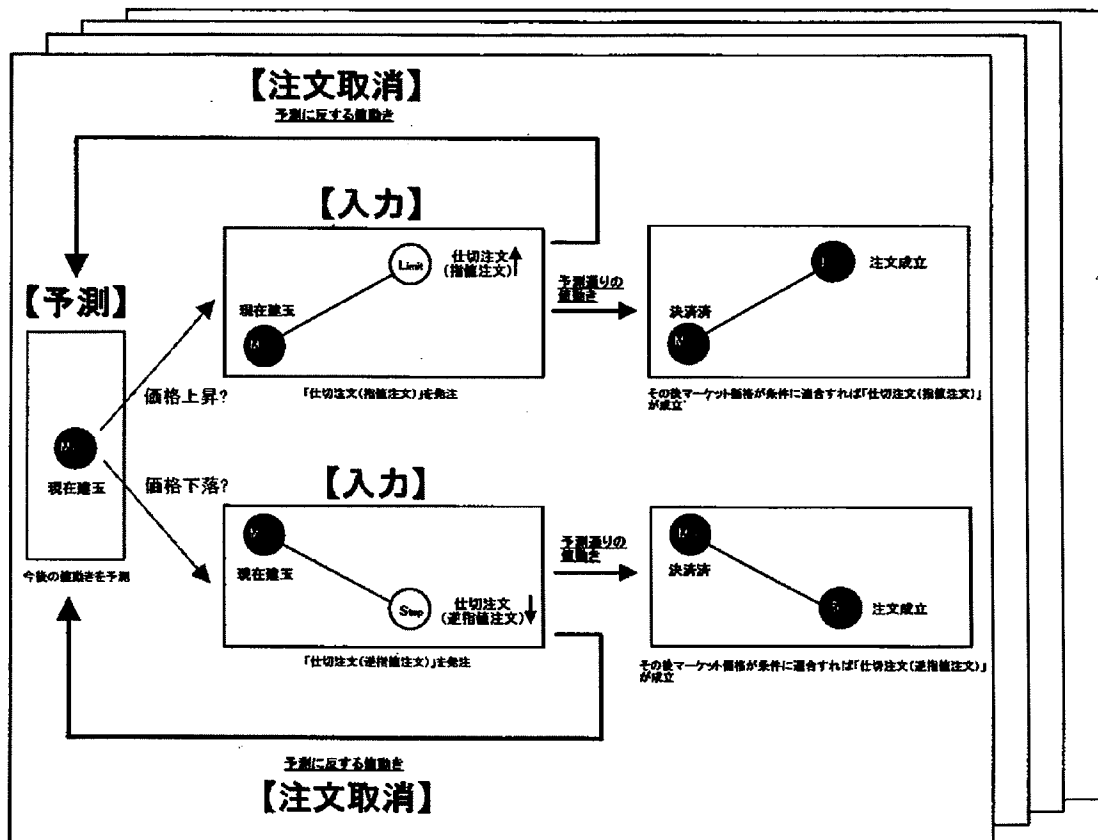 【注文取消】
予測に反する値動き
【入力】
Limit
仕切注文
(指値注文)
現在建玉
M
「仕切注文(指値注文)」を発注
予測通りの
値動き
注文成立
決済済
M
その後マーケット価格が条件に適合すれば「仕切注文(指値注文)」
が成立
【予測】
M
現在建玉
今後の値動きを予測
価格上昇?
価格下落?
【入力】
M
現在建玉
Stop
仕切注文
(逆指値注文)
「仕切注文(逆指値注文)」を発注
予測通りの
値動き
M
決済済
注文成立
その後マーケット価格が条件に適合すれば「仕切注文(逆指値注文)」
が成立
予測に反する値動き
【注文取消】